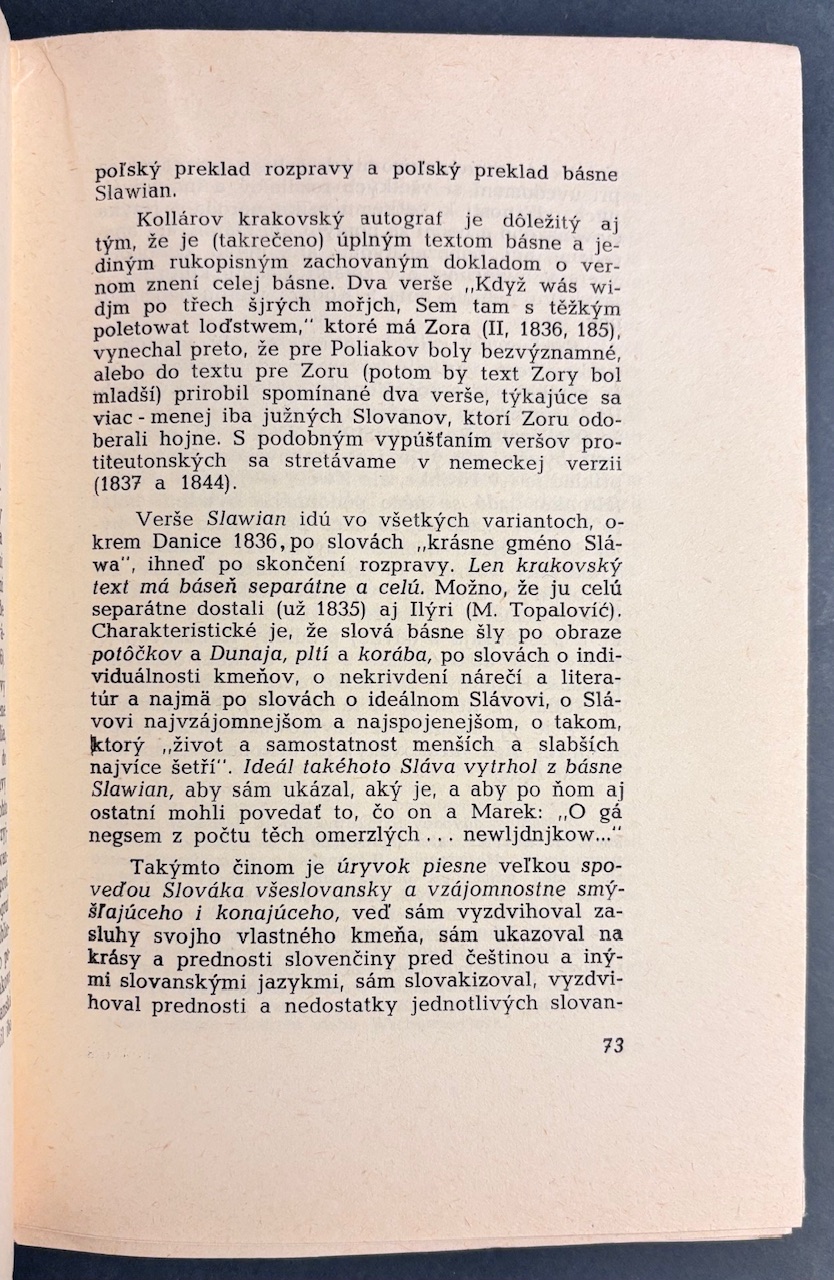 poľský preklad rozpravy a poľský preklad básne
Slawian.
Kollárov krakovský autograf je dôležitý aj
tým, že je (takrečeno) úplným textom básne a je-
diným rukopisným zachovaným dokladom o ver-
nom znení celej básne. Dva verše „Když wás wi-
djm po třech šjrých mořjch, Sem tam s těžkým
poletowat loďstwem,“ ktoré má Zora (II, 1836, 185),
vynechal preto, že pre Poliakov boly bezvýznamné,
alebo do textu pre Zoru (potom by text Zory bol
mladší) prirobil spomínané dva verše, týkajúce sa
viac - menej iba južných Slovanov, ktorí Zoru odo-
berali hojne. S podobným vypúšťaním veršov pro-
titeutonských sa stretávame v nemeckej verzii
(1837 a 1844).
Verše Slawian idú vo všetkých variantoch, o-
krem Danice 1836, po slovách „krásne gméno Slá-
wa“, ihneď po skončení rozpravy. Len krakovský
text má báseň separátne a celú. Možno, že ju celú
separátne dostali (už 1835) aj Ilýri (M. Topalovíć).
Charakteristické je, že slová básne šly po obraze
potôčkov a Dunaja, pltí a korába, po slovách o indi-
viduálnosti kmeňov, o nekrivdení nárečí a litera-
túr a najmä po slovách o ideálnom Slávovi, o Slá-
vovi najvzájomnejšom a najspojenejšom, o takom,
ktorý „život a samostatnost menších a slabších
najvíce šetří“. Ideál takéhoto Sláva vytrhol z básne
Slawian, aby sám ukázal, aký je, a aby po ňom aj
ostatní mohli povedať to, čo on a Marek: „O gá
negsem z počtu těch omerzlých . . . newljdnjkow...“
Takýmto činom je úryvok piesne veľkou spo-
veďou Slováka všeslovansky a vzájomnostne smý-
šľajúceho i konajúceho, veď sám vyzdvihoval zá-
sluhy svojho vlastného kmeňa, sám ukazoval na
krásy a prednosti slovenčiny pred češtinou a iný-
mi slovanskými jazykmi, sám slovakizoval, vyzdvi-
hoval prednosti a nedostatky jednotlivých slovan-
73